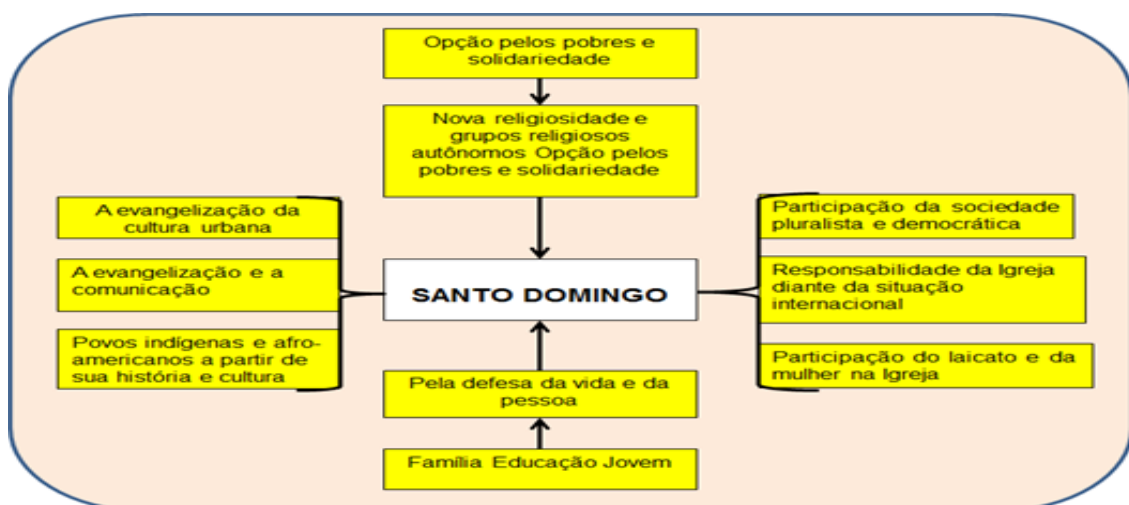 Opção pelos pobres e
solidariedade
Nova religiosidade e
grupos religiosos
autônomos Opção pelos
pobres e solidariedade
A evangelização da
cultura urbana
A evangelização e a
comunicação
Povos indígenas e afro-
americanos a partir de
sua história e cultura
SANTO DOMINGO
Participação da sociedade
pluralista e democrática
Responsabilidade da Igreja
diante da situação
internacional
Participação do laicato e da
mulher na Igreja
Pela defesa da vida e da
pessoa
Família Educação Jovem